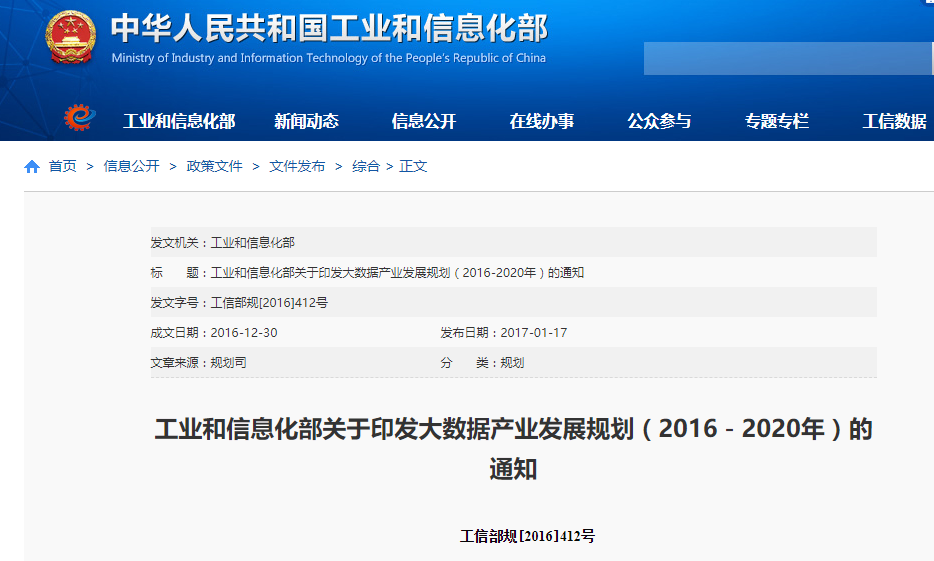 中华人民共和国工业和信息化部
Ministry of Industry and Information Technology of the People's Republic of China
工业和信息化部 新闻动态 信息公开 在线办事 公众参与 专题专栏 工信数据
首页 > 信息公开 > 政策文件 > 文件发布 > 综合 > 正文
发文机关：工业和信息化部
标 题：工业和信息化部关于印发大数据产业发展规划（2016-2020年）的通知
发文字号：工信部规[2016]412号
成文日期：2016-12-30 发布日期：2017-01-17
文章来源：规划司 分 类：规划
工业和信息化部关于印发大数据产业发展规划（2016－2020年）的
通知
工信部规[2016]412号